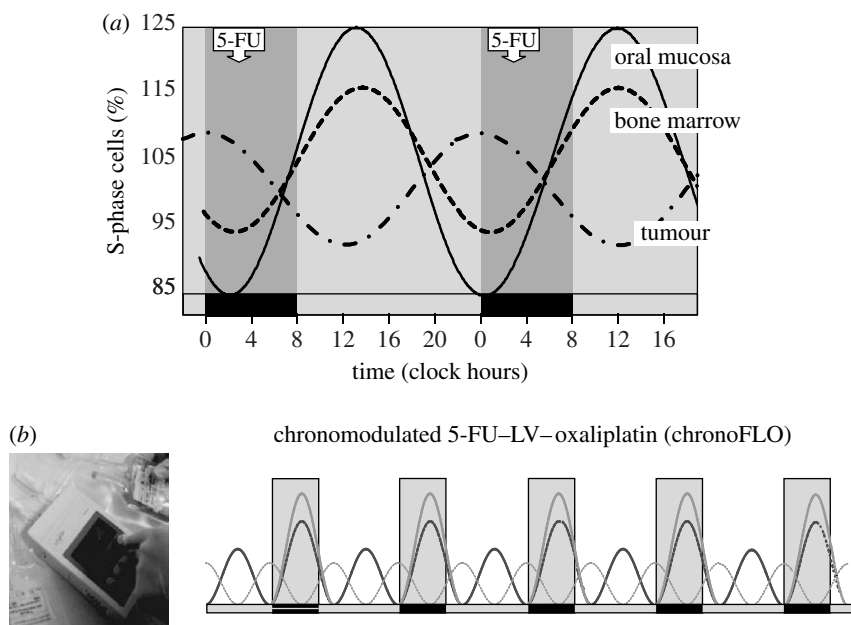 (a)
125
115
105
95
85
S-phase cells (%)
5-FU
5-FU
oral mucosa
bone marrow
tumour
0 4 8 12 16 20 0 4 8 12 16
time (clock hours)
(b)
chronomodulated 5-FU–LV–oxaliplatin (chronoFLO)